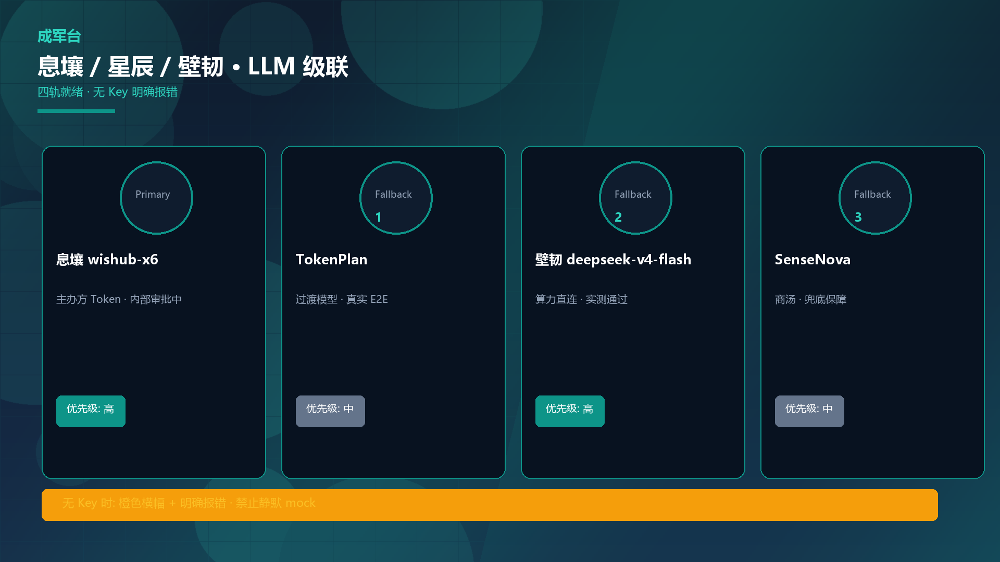 成军台
息壤 / 星辰 / 壁韧 · LLM 级联
四轨就绪 · 无 Key 明确报错
Primary
息壤 wishub-x6
主办方 Token · 内部审批中
优先级: 高
Fallback
1
TokenPlan
过渡模型 · 真实 E2E
优先级: 中
Fallback
2
壁韧 deepseek-v4-flash
算力直连 · 实测通过
优先级: 高
Fallback
3
SenseNova
商汤 · 兜底保障
优先级: 中
无 Key 时: 橙色横幅 + 明确报错 · 禁止静默 mock